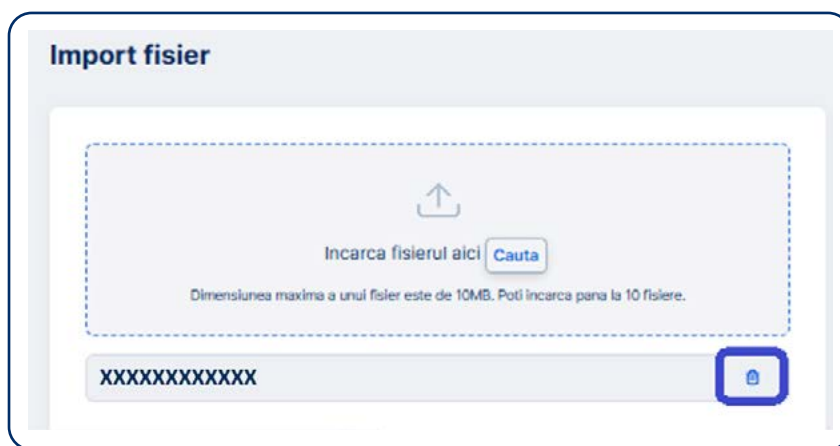 Import fisier
Incarca fisierul aici Cauta
Dimensiunea maxima a unui fisier este de 10MB. Poti incarca pana la 10 fisiere.
XXXXXXXXXXXX